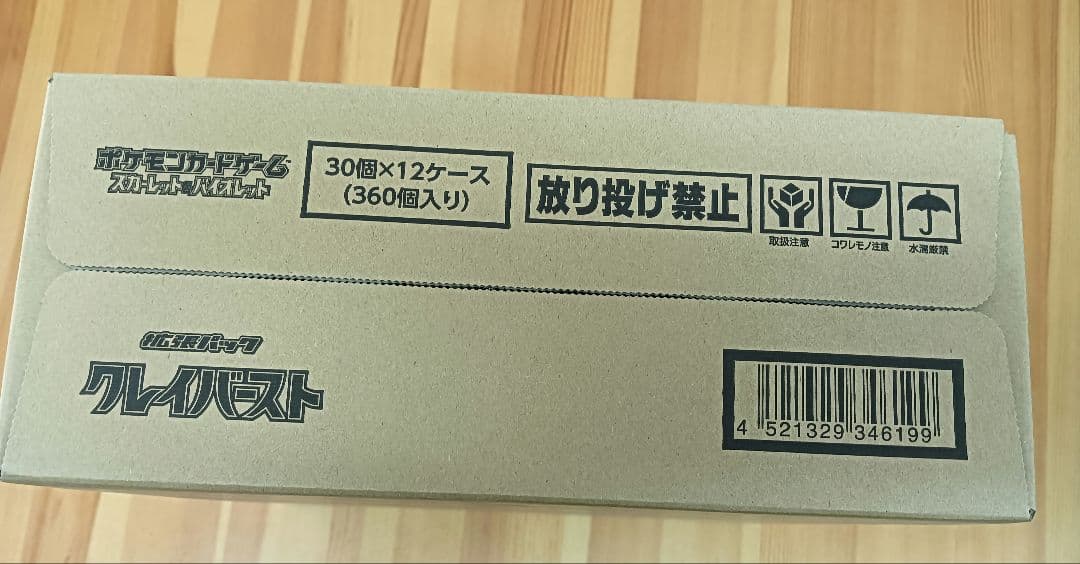 ポケモンカードゲーム
スカーレット&バイオレット
30個×12ケース
(360個入り)
放り投げ禁止
取扱注意
コワレモノ注意
水濡厳禁
拡張パック
クレイバースト
4 521329 346199